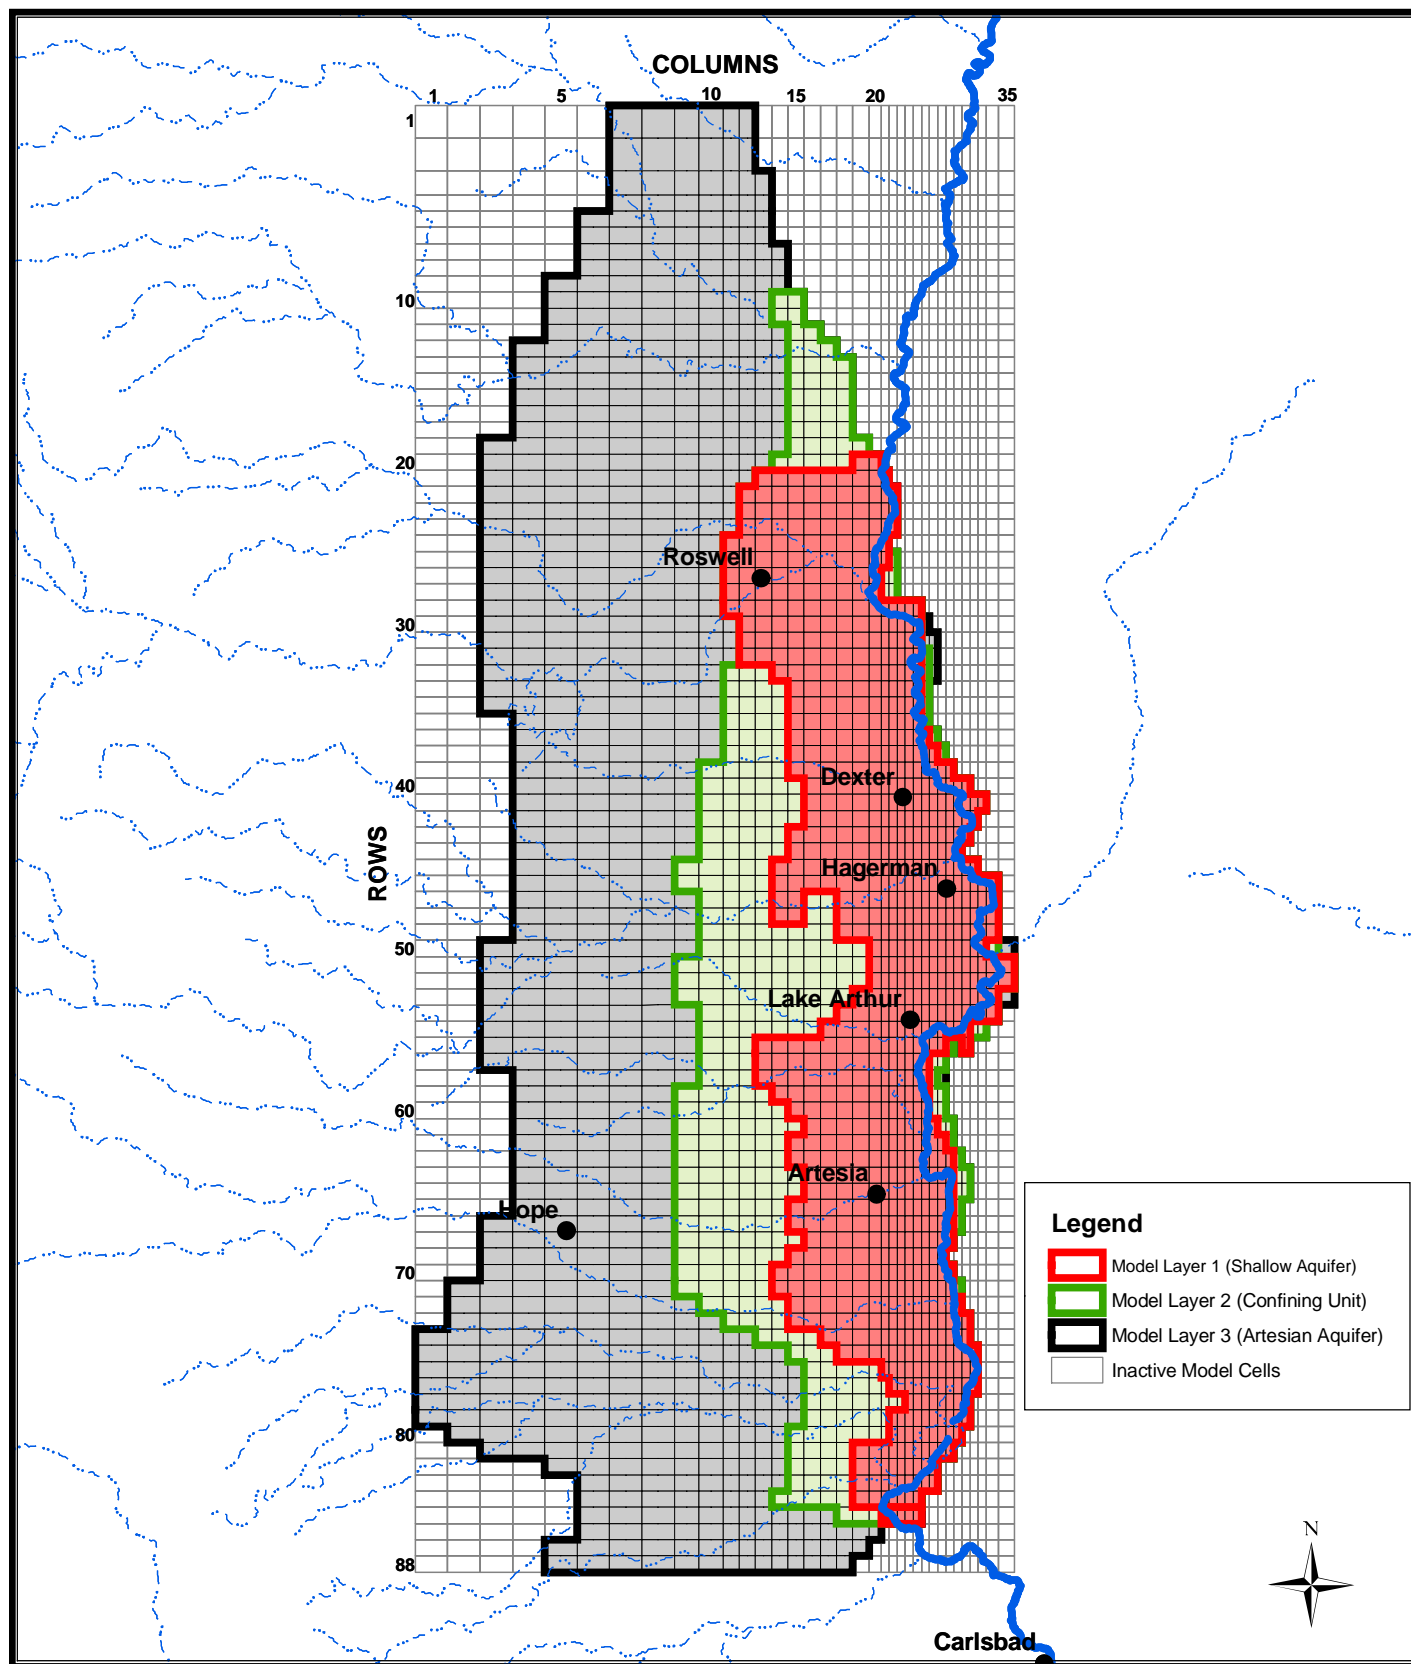 COLUMNS
1 5 10 15 20 35
1
10
20
Roswell
30
Dexter
40
ROWS
Hagerman
50
Lake Arthur
60
Artesia
Hope
70
80
88
Legend
Model Layer 1 (Shallow Aquifer)
Model Layer 2 (Confining Unit)
Model Layer 3 (Artesian Aquifer)
Inactive Model Cells
N
Carlsbad